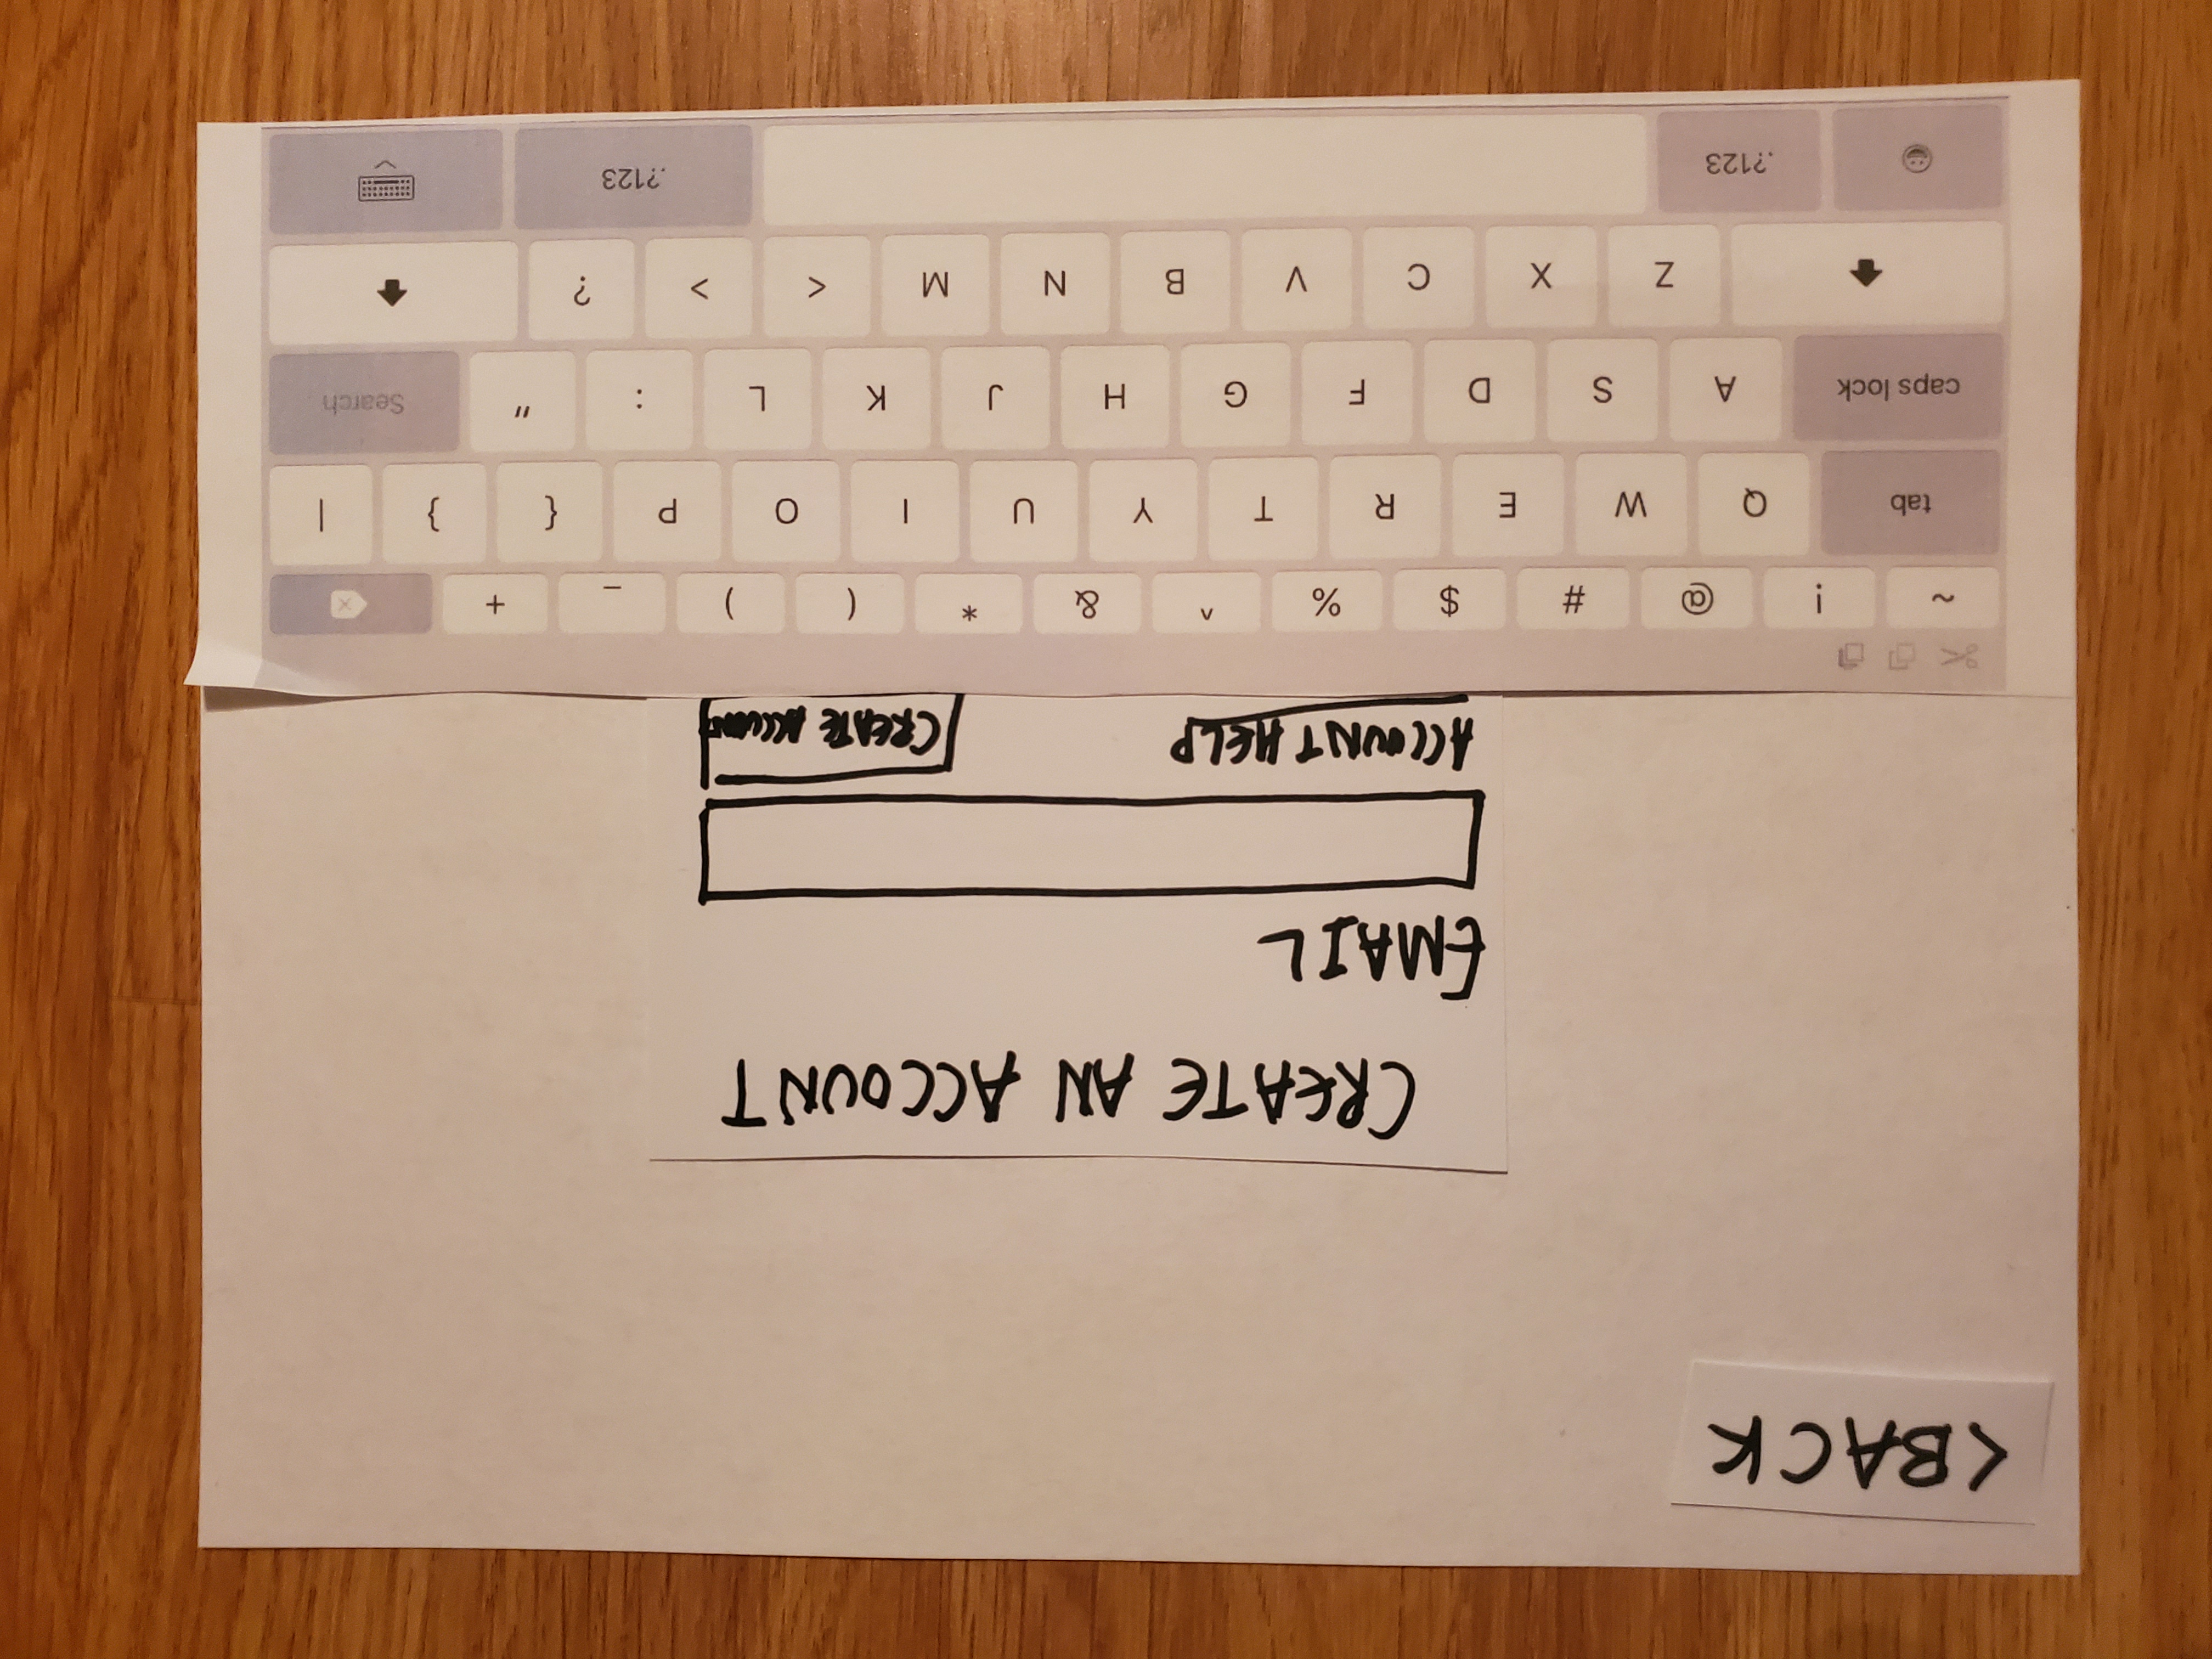 <BACK
CREATE AN ACCOUNT
EMAIL
ACCOUNT HELP
CREATE ACCOUNT
~ ! @ # $ % ^ & * ( ) _ +
tab Q W E R T Y U I O P { } |
caps lock A S D F G H J K L : " Search
Z X C V B N M < > ?
.?123 .?123